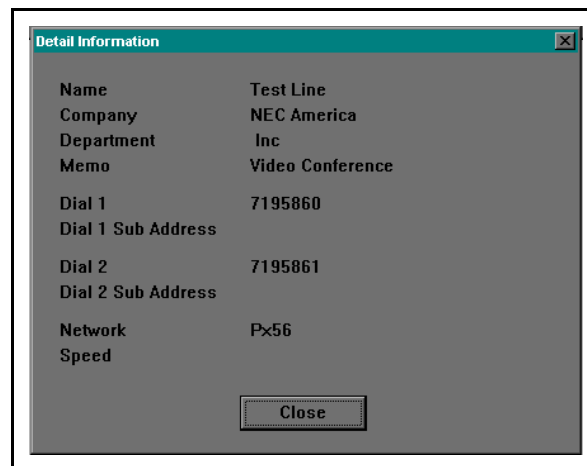 Detail Information
Name Test Line
Company NEC America
Department Inc
Memo Video Conference
Dial 1 7195860
Dial 1 Sub Address
Dial 2 7195861
Dial 2 Sub Address
Network Px56
Speed
Close